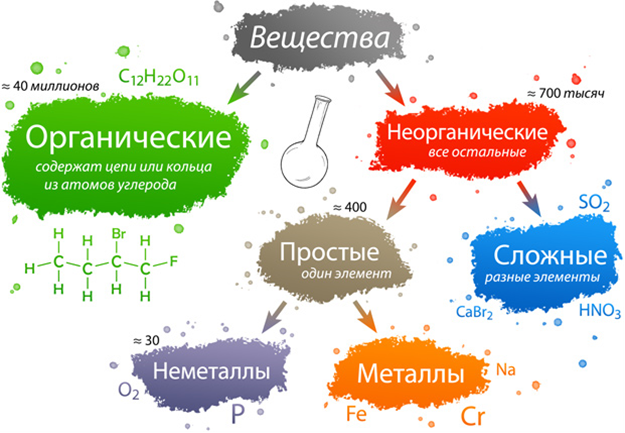 Вещества
≈ 40 миллионов
C₁₂H₂₂O₁₁
≈ 700 тысяч
Органические
содержат цепи или кольца
из атомов углерода
Неорганические
все остальные
≈ 400
SO₂
Простые
один элемент
Сложные
разные элементы
CaBr₂
HNO₃
H H Br H
H C C C C F
H H H H
≈ 30
Неметаллы
O₂
P
Металлы
Na
Fe
Cr